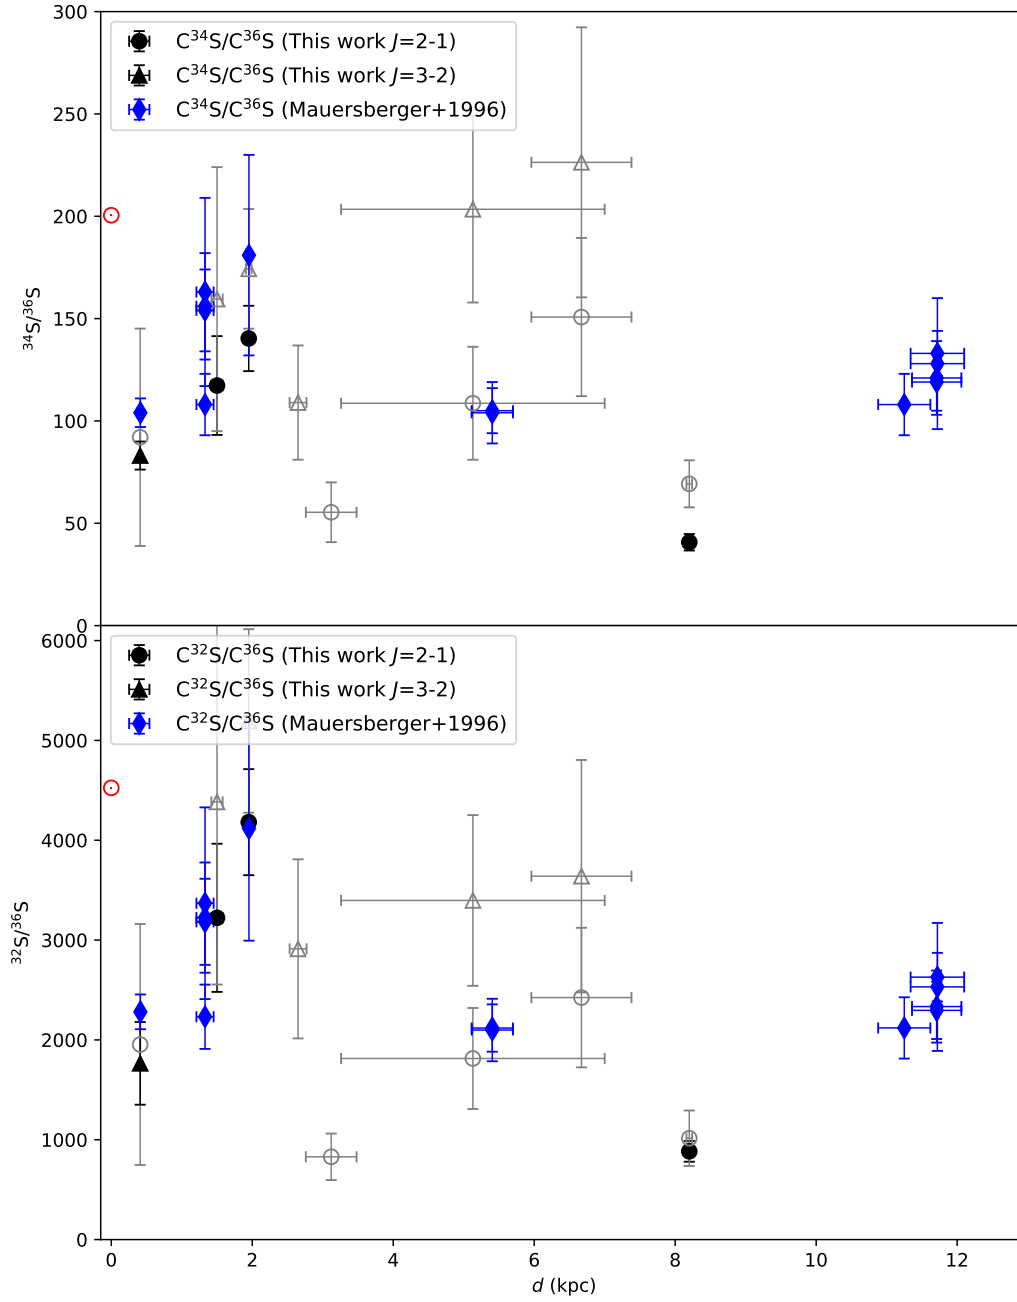 300
C³⁴S/C³⁶S (This work J=2-1)
C³⁴S/C³⁶S (This work J=3-2)
C³⁴S/C³⁶S (Mauersberger+1996)
250
200
150
100
50
0
³⁴S/³⁶S
6000
C³²S/C³⁶S (This work J=2-1)
C³²S/C³⁶S (This work J=3-2)
C³²S/C³⁶S (Mauersberger+1996)
5000
4000
3000
2000
1000
0
³²S/³⁶S
0 2 4 6 8 10 12
d (kpc)